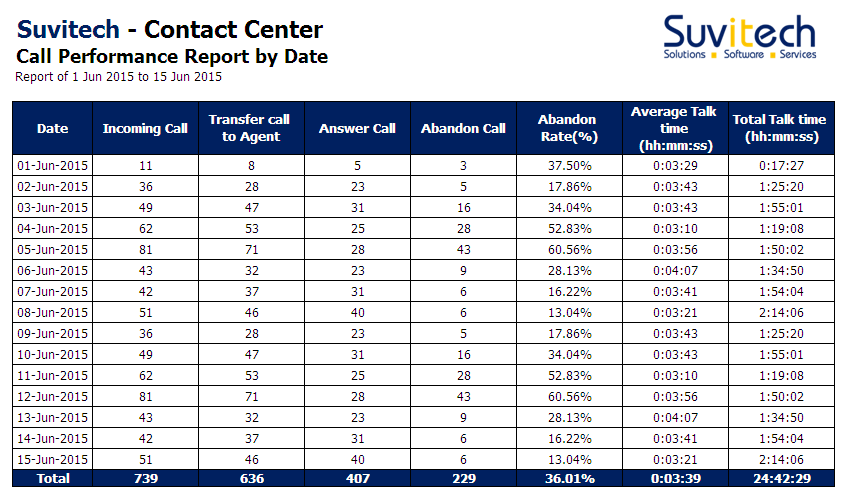 Suvitech - Contact Center
Call Performance Report by Date
Report of 1 Jun 2015 to 15 Jun 2015
Suvitech
Solutions Software Services
Date Incoming Call Transfer call to Agent Answer Call Abandon Call Abandon Rate(%) Average Talk time (hh:mm:ss) Total Talk time (hh:mm:ss)
01-Jun-2015 11 8 5 3 37.50% 0:03:29 0:17:27
02-Jun-2015 36 28 23 5 17.86% 0:03:43 1:25:20
03-Jun-2015 49 47 31 16 34.04% 0:03:43 1:55:01
04-Jun-2015 62 53 25 28 52.83% 0:03:10 1:19:08
05-Jun-2015 81 71 28 43 60.56% 0:03:56 1:50:02
06-Jun-2015 43 32 23 9 28.13% 0:04:07 1:34:50
07-Jun-2015 42 37 31 6 16.22% 0:03:41 1:54:06
08-Jun-2015 51 46 40 6 13.04% 0:03:21 2:14:06
09-Jun-2015 36 28 23 5 17.86% 0:03:43 1:25:20
10-Jun-2015 49 47 31 16 34.04% 0:03:43 1:55:01
11-Jun-2015 62 53 25 28 52.83% 0:03:10 1:19:08
12-Jun-2015 81 71 28 43 60.56% 0:03:56 1:50:02
13-Jun-2015 43 32 23 9 28.13% 0:04:07 1:34:50
14-Jun-2015 42 37 31 6 16.22% 0:03:41 1:54:04
15-Jun-2015 51 46 40 6 13.04% 0:03:21 2:14:06
Total 739 636 407 229 36.01% 0:03:39 24:42:29